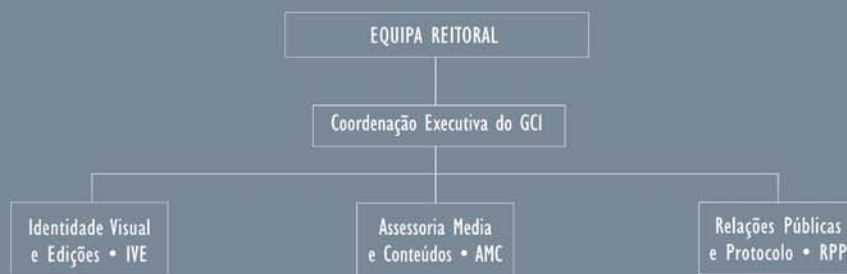 EQUIPA REITORAL
Coordenação Executiva do GCI
Identidade Visual
e Edições • IVE
Assessoria Media
e Conteúdos • AMC
Relações Públicas
e Protocolo • RPP